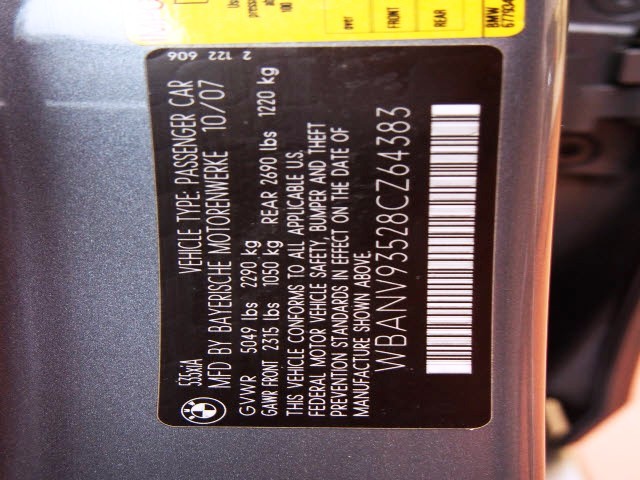 535xiA VEHICLE TYPE: PASSENGER CAR
MFD BY BAYERISCHE MOTORENWERKE 10/07
GVWR 5049 lbs 2290 kg
GAWR FRONT 2315 lbs 1050 kg REAR 2690 lbs 1220 kg
THIS VEHICLE CONFORMS TO ALL APPLICABLE U.S.
FEDERAL MOTOR VEHICLE SAFETY, BUMPER AND THEFT
PREVENTION STANDARDS IN EFFECT ON THE DATE OF
MANUFACTURE SHOWN ABOVE.
WBANV93528CZ64383
2 122 606
over
FRONT
REAR
BMW